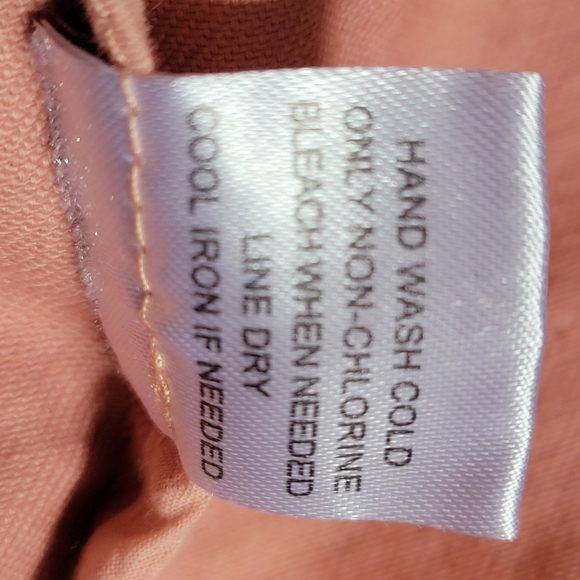 HAND WASH COLD
ONLY NON-CHLORINE
BLEACH WHEN NEEDED
LINE DRY
COOL IRON IF NEEDED